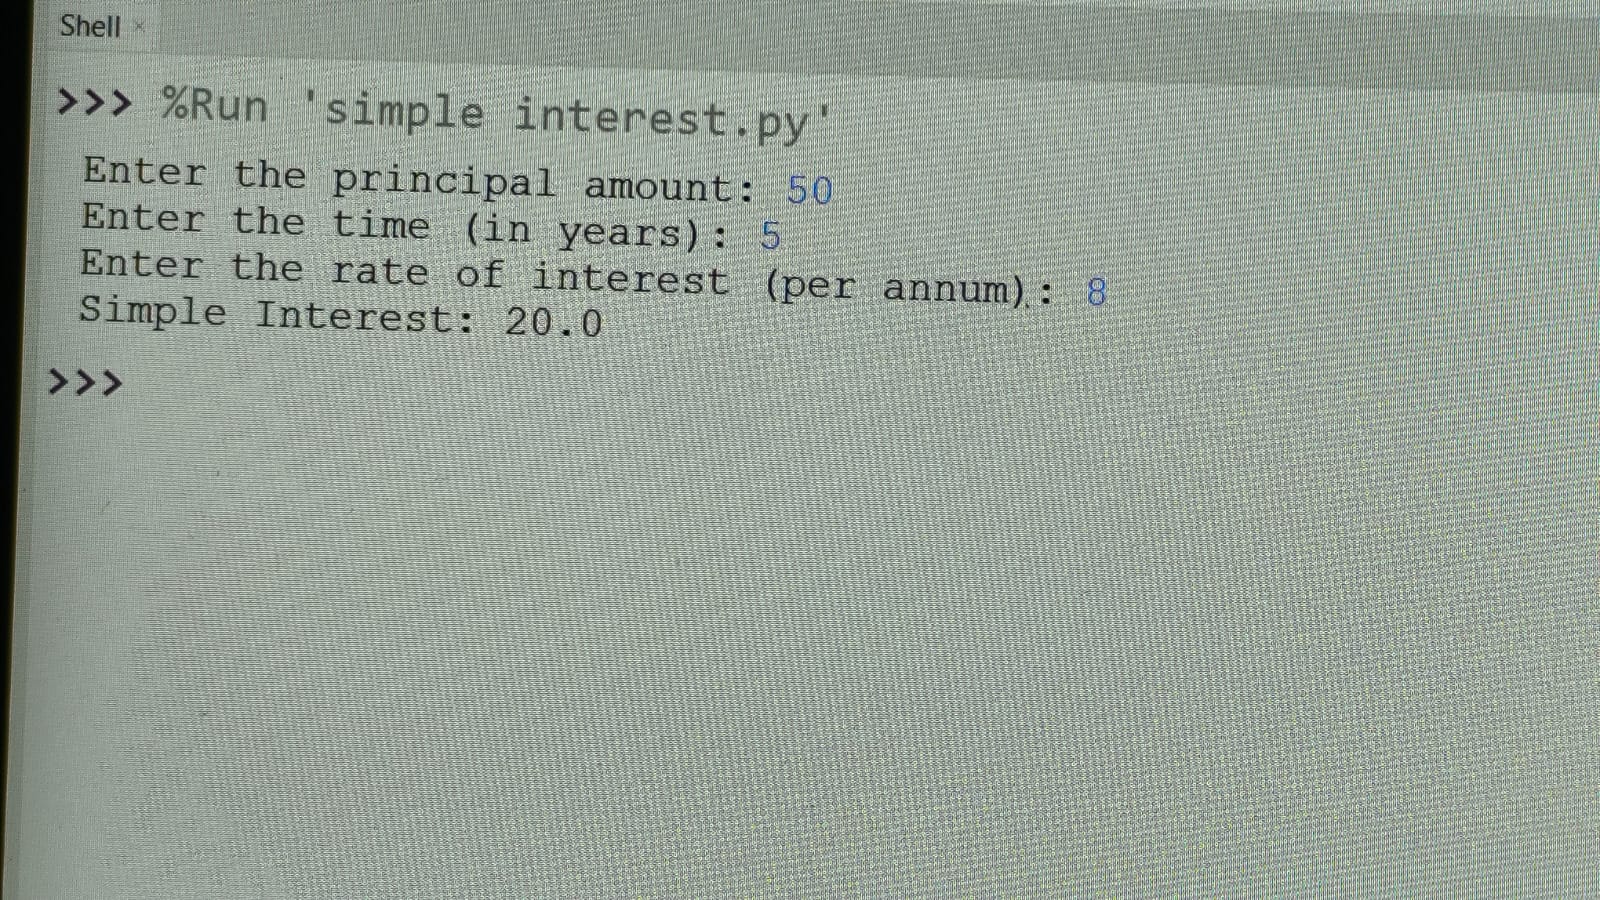 Shell ×
>>> %Run 'simple interest.py'
Enter the principal amount: 50
Enter the time (in years): 5
Enter the rate of interest (per annum): 8
Simple Interest: 20.0
>>>